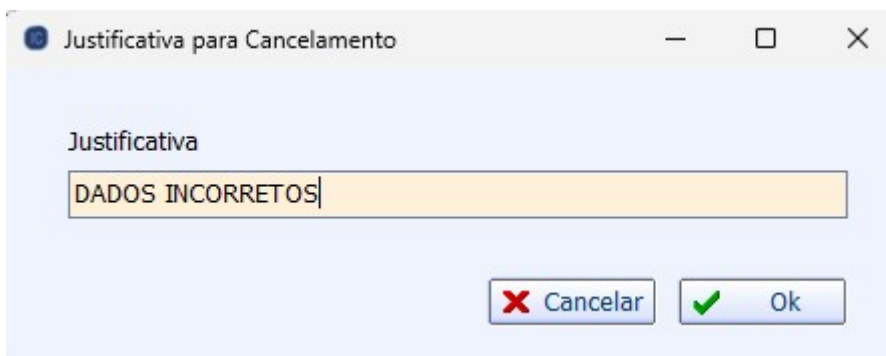 Justificativa para Cancelamento
Justificativa
DADOS INCORRETOS
Cancelar Ok